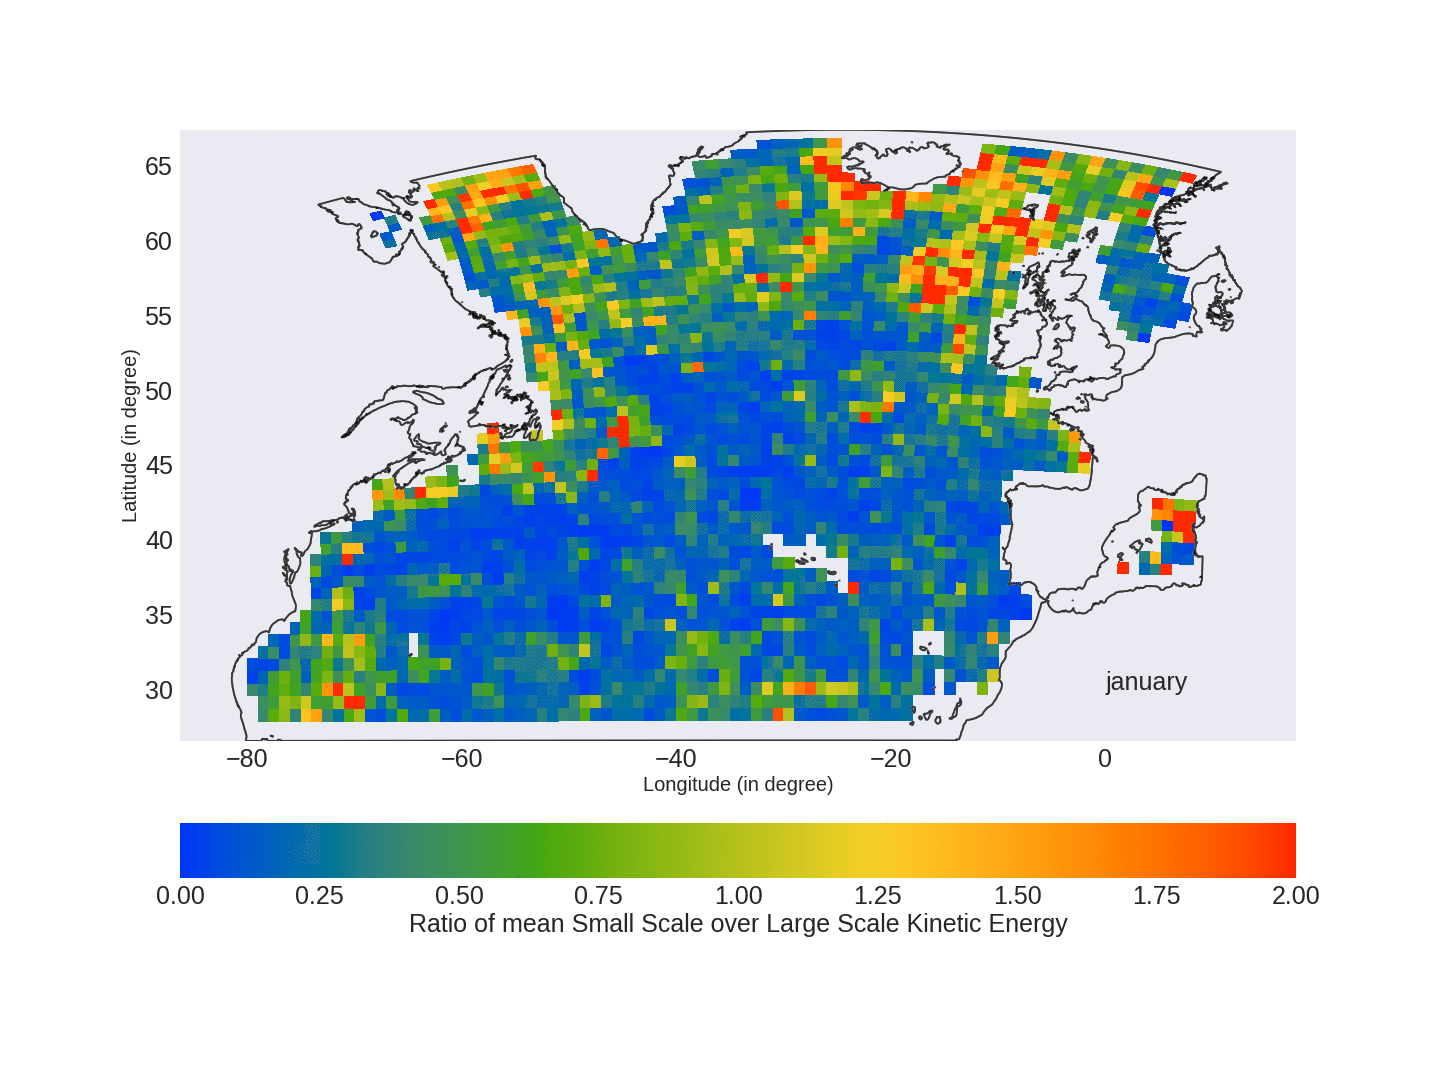 65
60
55
50
45
40
35
30
Latitude (in degree)
january
−80 −60 −40 −20 0
Longitude (in degree)
0.00 0.25 0.50 0.75 1.00 1.25 1.50 1.75 2.00
Ratio of mean Small Scale over Large Scale Kinetic Energy